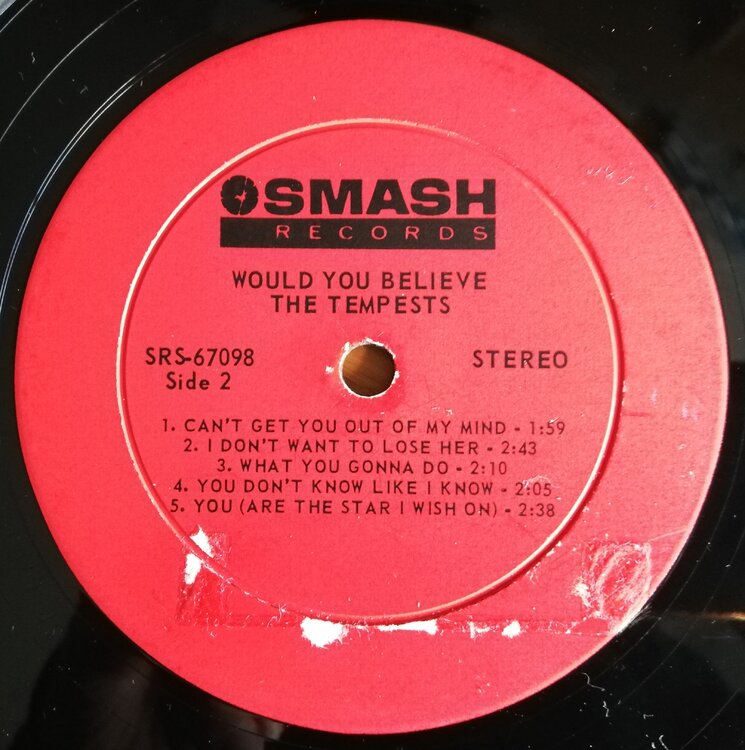 SMASH
RECORDS
WOULD YOU BELIEVE
THE TEMPESTS
SRS-67098 STEREO
Side 2
1. CAN'T GET YOU OUT OF MY MIND - 1:59
2. I DON'T WANT TO LOSE HER - 2:43
3. WHAT YOU GONNA DO - 2:10
4. YOU DON'T KNOW LIKE I KNOW - 2:05
5. YOU (ARE THE STAR I WISH ON) - 2:38